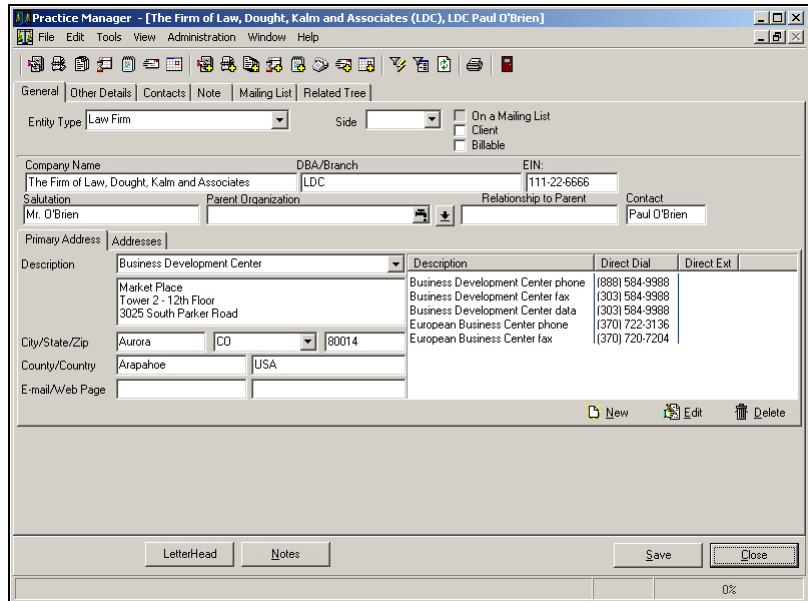 Practice Manager - [The Firm of Law, Dought, Kalm and Associates (LDC), LDC Paul O'Brien]
File Edit Tools View Administration Window Help
General Other Details Contacts Note Mailing List Related Tree
Entity Type Law Firm Side On a Mailing List
Client
Billable
Company Name DBA/Branch EIN:
The Firm of Law, Dought, Kalm and Associates LDC 111-22-6666
Salutation Parent Organization Relationship to Parent Contact
Mr. O'Brien Paul O'Brien
Primary Address Addresses
Description Business Development Center
Market Place
Tower 2 - 12th Floor
3025 South Parker Road
City/State/Zip Aurora CO 80014
County/Country Arapahoe USA
E-mail/Web Page
Description Direct Dial Direct Ext
Business Development Center phone (888) 584-9988
Business Development Center fax (303) 584-9988
Business Development Center data (303) 584-9988
European Business Center phone (370) 722-3136
European Business Center fax (370) 720-7204
New Edit Delete
LetterHead Notes Save Close
0%